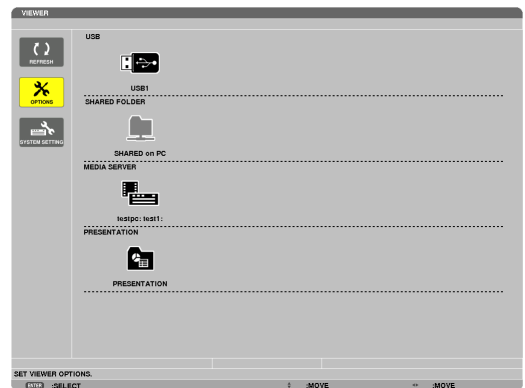 VIEWER
USB
REFRESH
USB1
OPTIONS
SHARED FOLDER
SYSTEM SETTING
SHARED on PC
MEDIA SERVER
testpc: test1:
PRESENTATION
PRESENTATION
SET VIEWER OPTIONS.
ENTER :SELECT :MOVE :MOVE